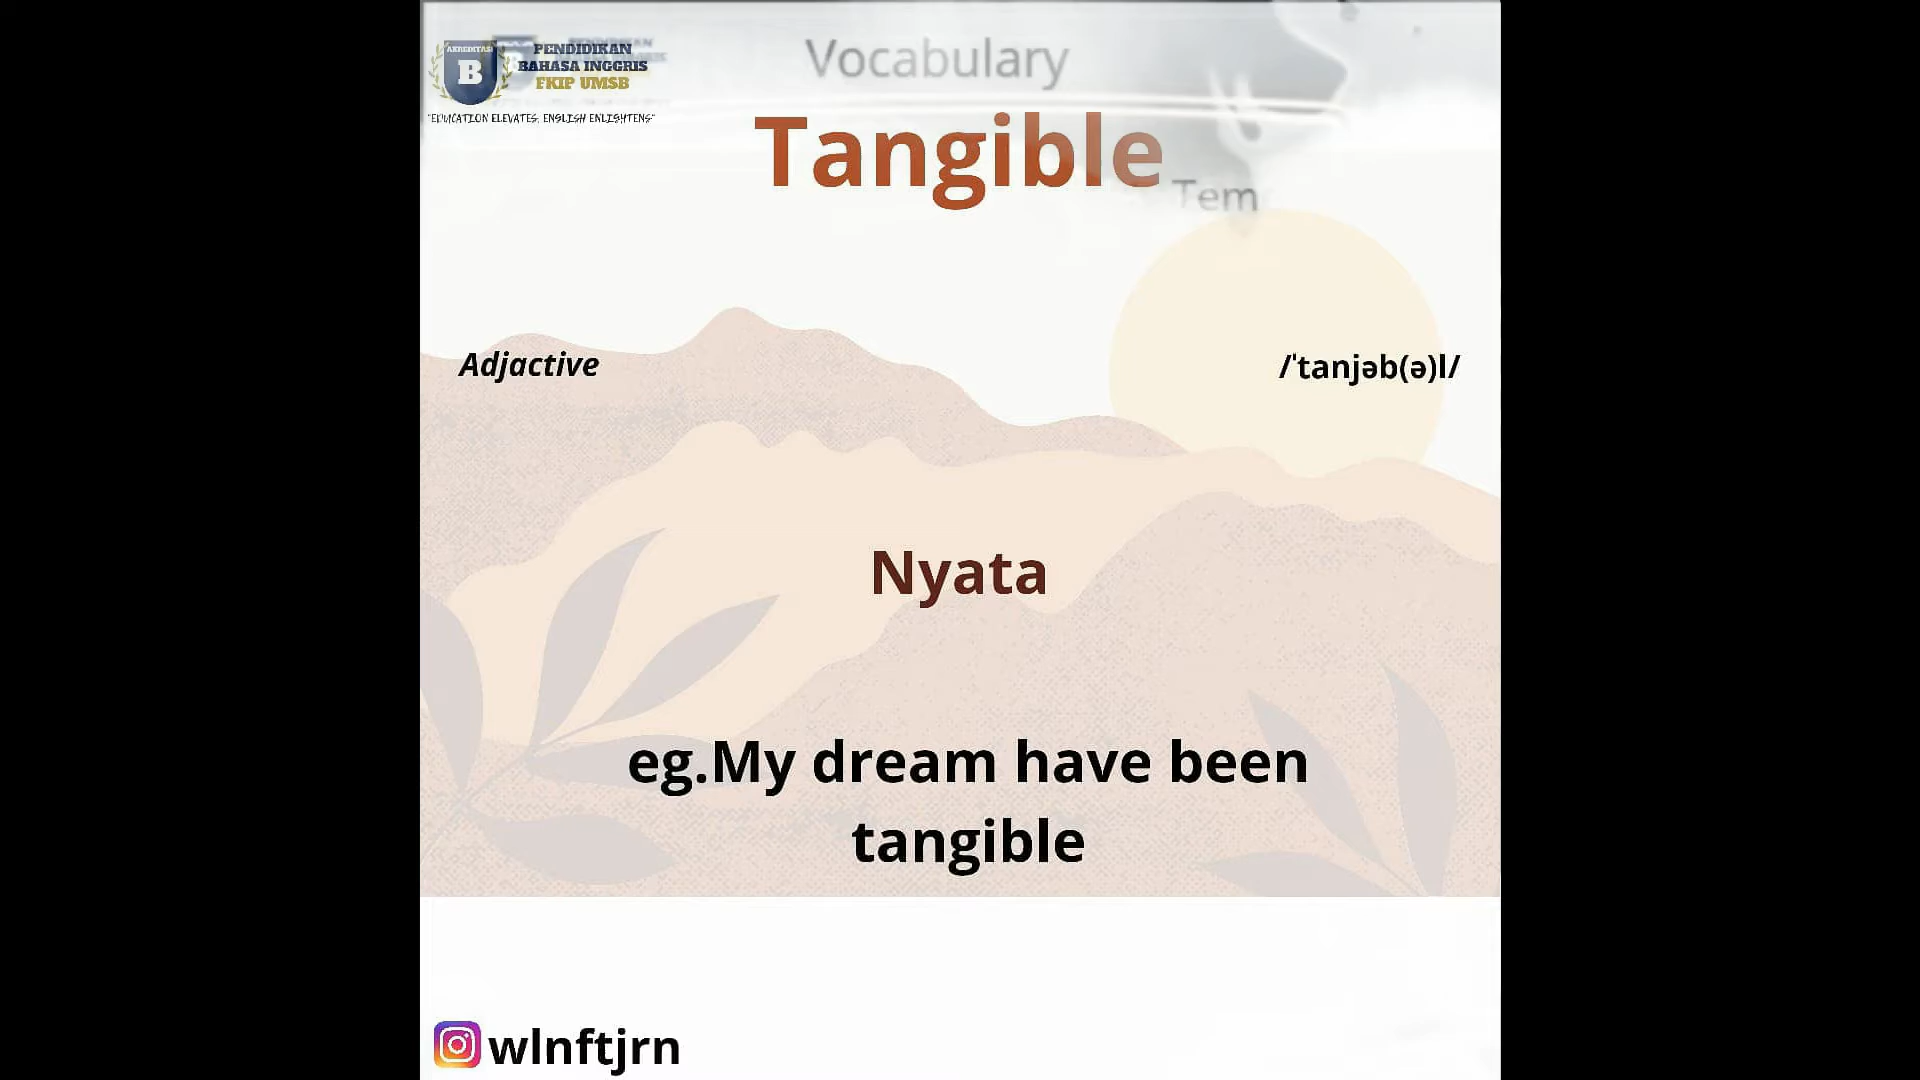 AKREDITASI
B
PENDIDIKAN
BAHASA INGGRIS
FKIP UMSB
"EDUCATION ELEVATES, ENGLISH ENLIGHTENS"
Vocabulary
Tangible
Tem
Adjactive
/ˈtanjəb(ə)l/
Nyata
eg.My dream have been
tangible
wlnftjrn